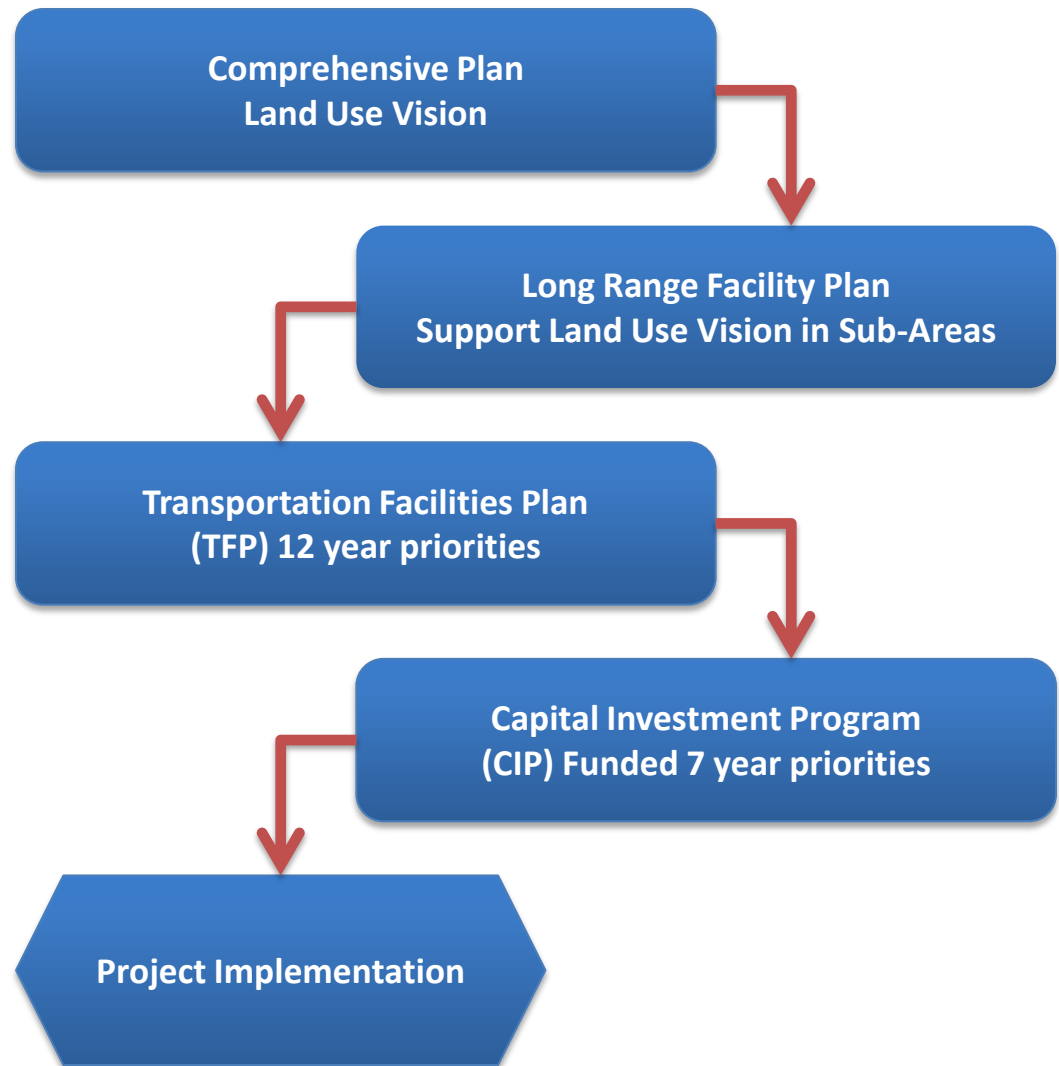 Comprehensive Plan
Land Use Vision
Long Range Facility Plan
Support Land Use Vision in Sub-Areas
Transportation Facilities Plan
(TFP) 12 year priorities
Capital Investment Program
(CIP) Funded 7 year priorities
Project Implementation